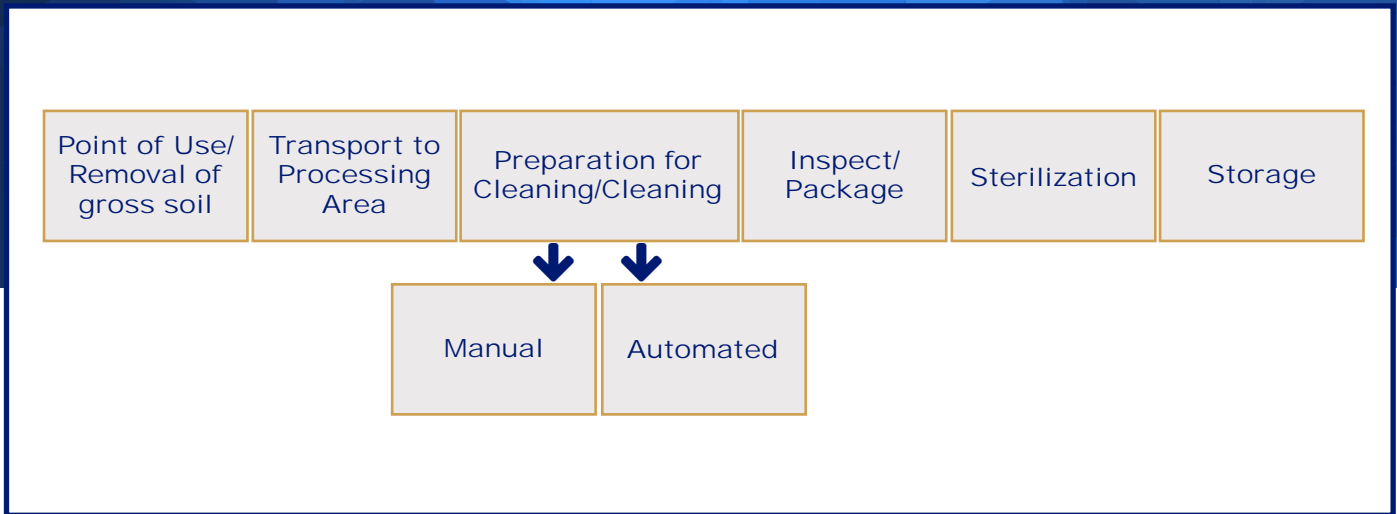 Point of Use/
Removal of
gross soil
Transport to
Processing
Area
Preparation for
Cleaning/Cleaning
Inspect/
Package
Sterilization
Storage
Manual
Automated